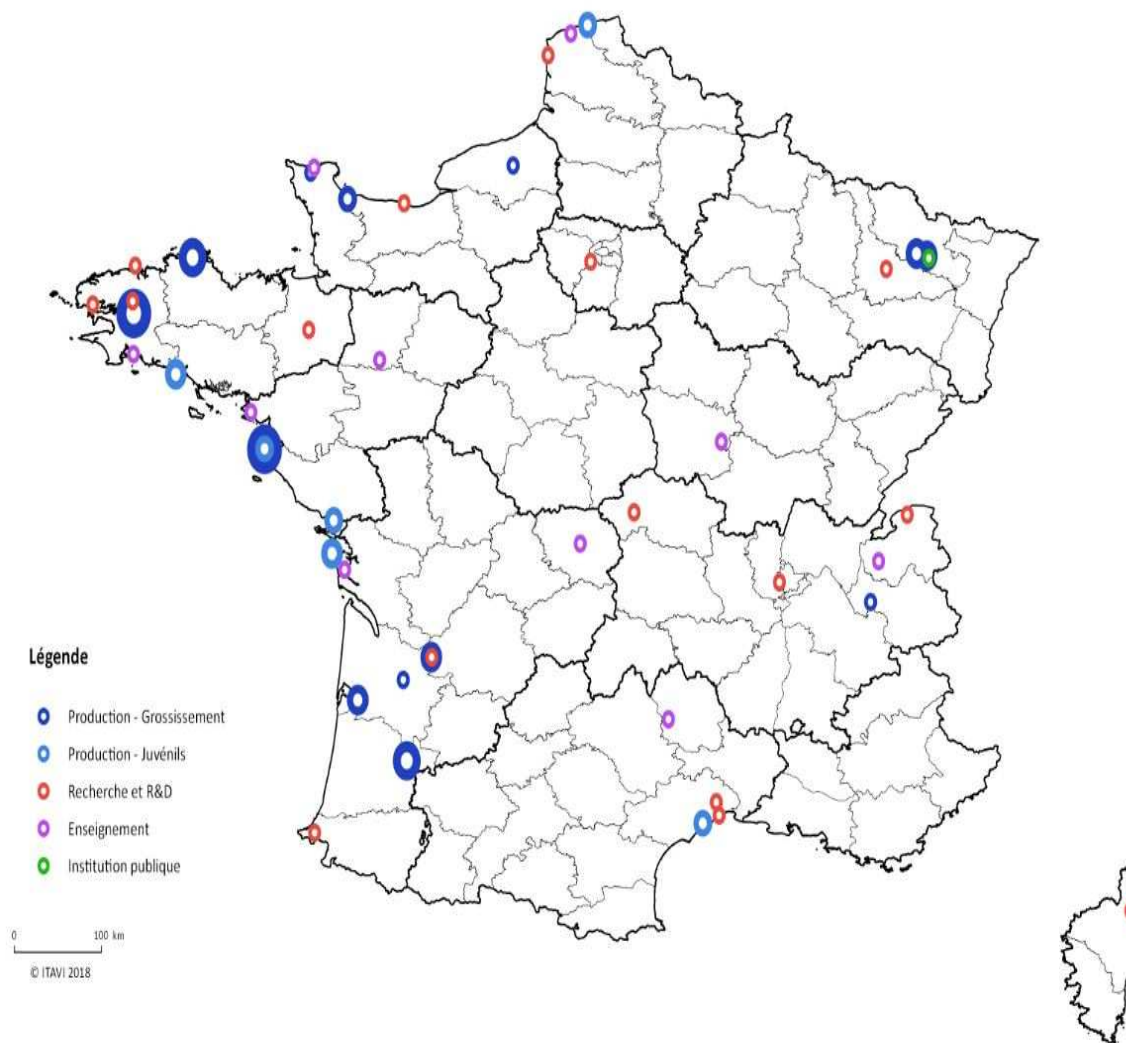 Légende
Production - Grossissement
Production - Juvénils
Recherche et R&D
Enseignement
Institution publique
0 100 km
© ITAVI 2018